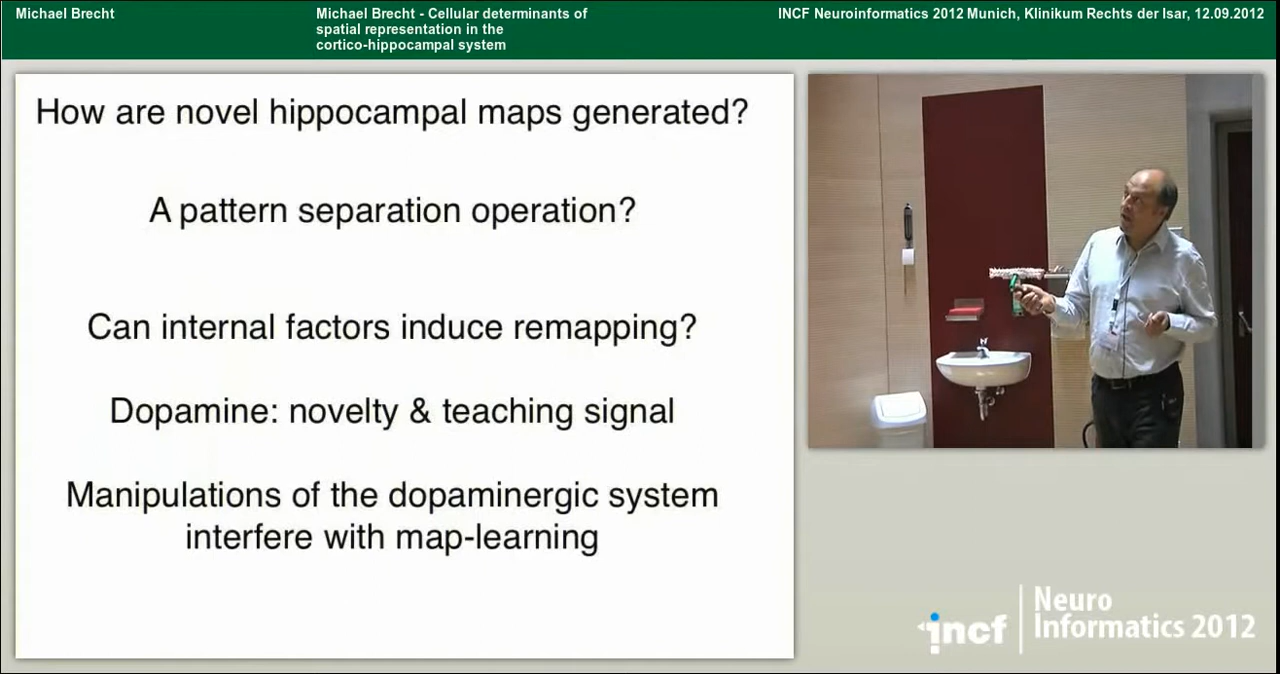 Michael Brecht
Michael Brecht - Cellular determinants of
spatial representation in the
cortico-hippocampal system
INCF Neuroinformatics 2012 Munich, Klinikum Rechts der Isar, 12.09.2012
How are novel hippocampal maps generated?
A pattern separation operation?
Can internal factors induce remapping?
Dopamine: novelty & teaching signal
Manipulations of the dopaminergic system
interfere with map-learning
incf
Neuro
Informatics 2012